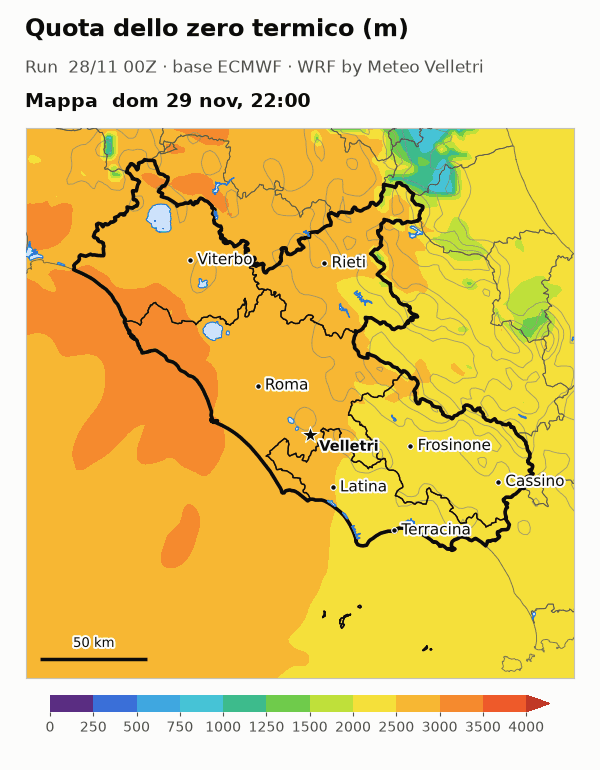 Quota dello zero termico (m)
Run  28/11 00Z · base ECMWF · WRF by Meteo Velletri
Mappa  dom 29 nov, 22:00
Viterbo
Rieti
Roma
Velletri
Frosinone
Cassino
Latina
Terracina
50 km
0 250 500 750 1000 1250 1500 2000 2500 3000 3500 4000